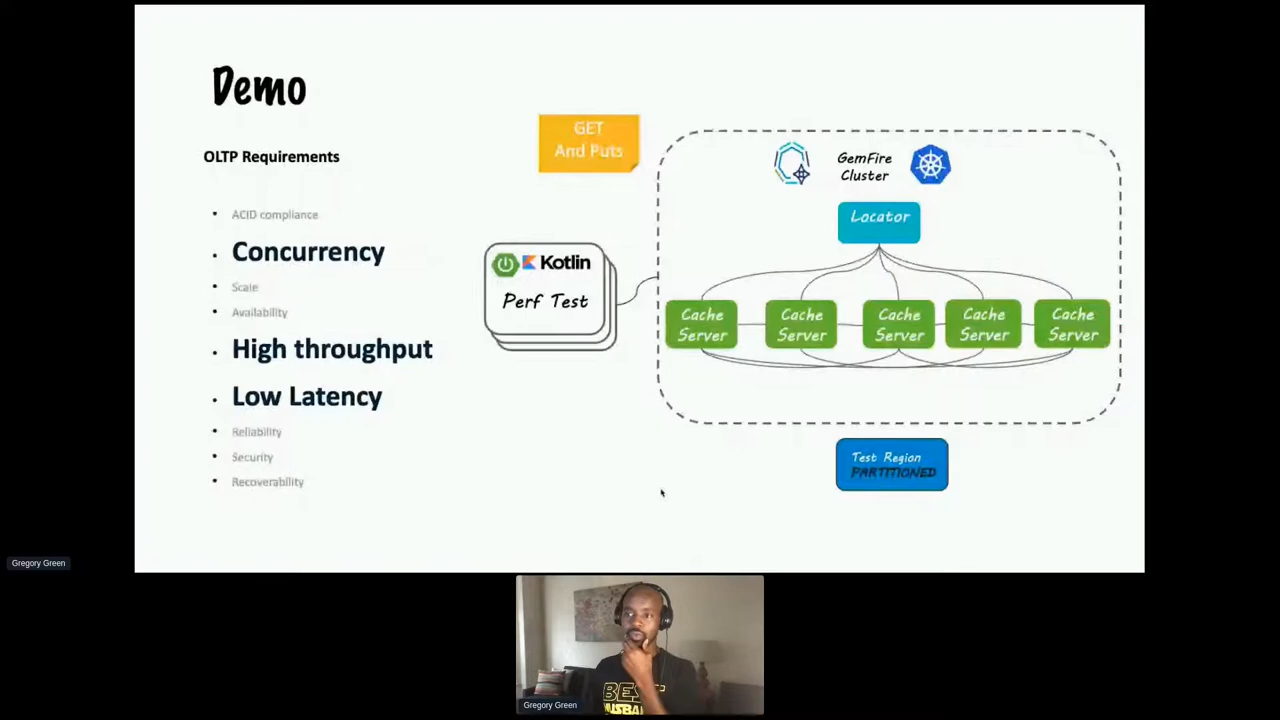 Demo
OLTP Requirements
ACID compliance
Concurrency
Scale
Availability
High throughput
Low Latency
Reliability
Security
Recoverability
GET
And Puts
Kotlin
Perf Test
GemFire
Cluster
Locator
Cache
Server
Cache
Server
Cache
Server
Cache
Server
Cache
Server
Test Region
PARTITIONED
Gregory Green
BEST
Gregory Green